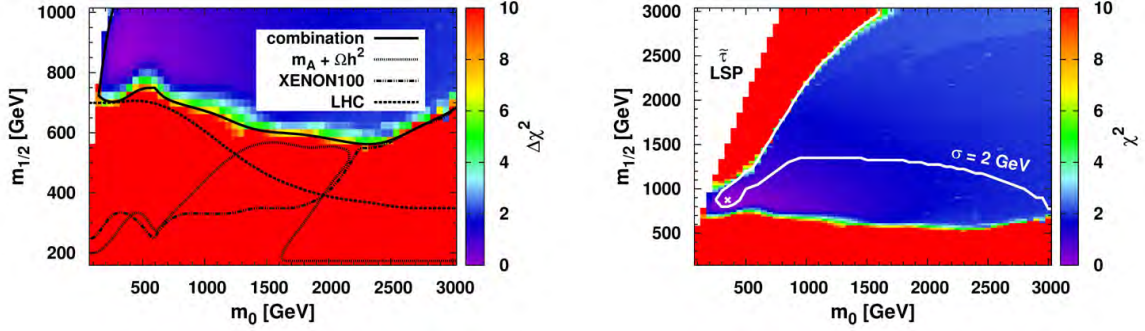 1000
800
600
400
200
m1/2 [GeV]
combination
mA + Ωh²
XENON100
LHC
500
1000
1500
2000
2500
3000
m0 [GeV]
10
8
6
4
2
0
Δχ²
3000
2500
2000
1500
1000
500
m1/2 [GeV]
τ̃
LSP
σ = 2 GeV
500
1000
1500
2000
2500
3000
m0 [GeV]
10
8
6
4
2
0
χ²